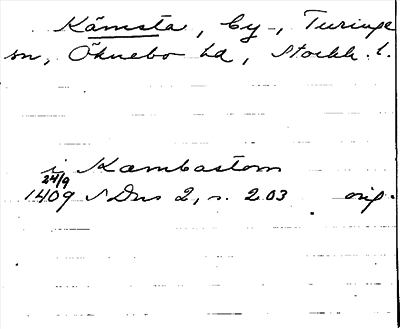 Kämsta, by, Turinge
sn, Öknebo hd, Stockh. l.
i Kambastom
24/9
1409 SDns 2, s. 203 orig.